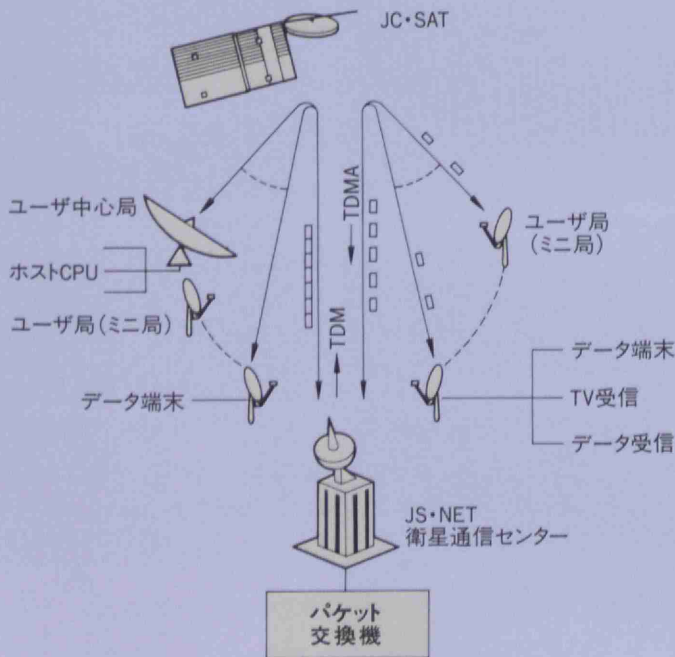 JC・SAT
ユーザ中心局
ホストCPU
ユーザ局(ミニ局)
データ端末
TDMA
TDM
ユーザ局
(ミニ局)
データ端末
TV受信
データ受信
JS・NET
衛星通信センター
パケット
交換機